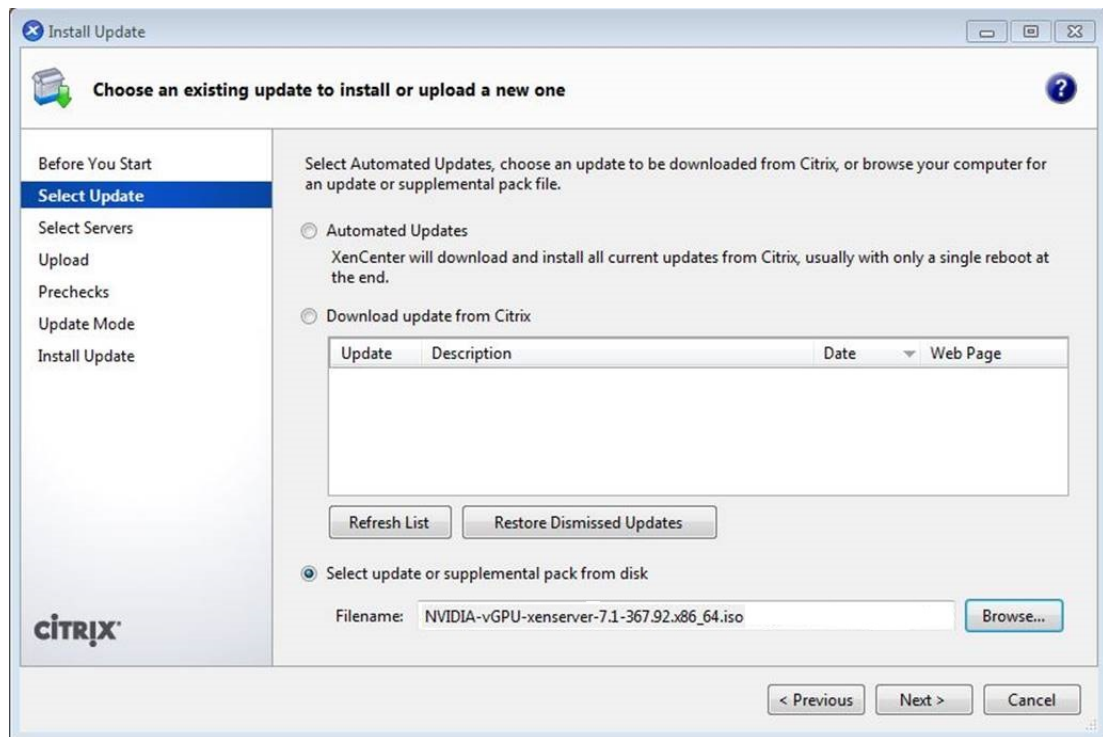 Install Update
Choose an existing update to install or upload a new one
?
Before You Start
Select Update
Select Servers
Upload
Prechecks
Update Mode
Install Update
CİTRIX
Select Automated Updates, choose an update to be downloaded from Citrix, or browse your computer for
an update or supplemental pack file.
Automated Updates
XenCenter will download and install all current updates from Citrix, usually with only a single reboot at
the end.
Download update from Citrix
Update Description Date Web Page
Refresh List Restore Dismissed Updates
Select update or supplemental pack from disk
Filename: NVIDIA-vGPU-xenserver-7.1-367.92.x86_64.iso Browse...
< Previous Next > Cancel